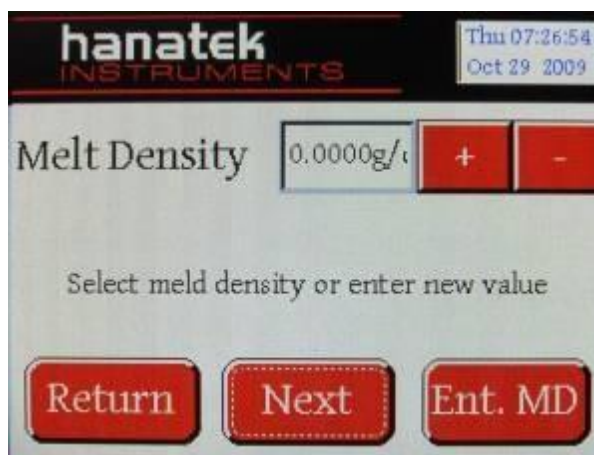 hanatek
INSTRUMENTS
Thu 07:26:54
Oct 29 2009
Melt Density 0.0000g/ + -
Select meld density or enter new value
Return Next Ent. MD